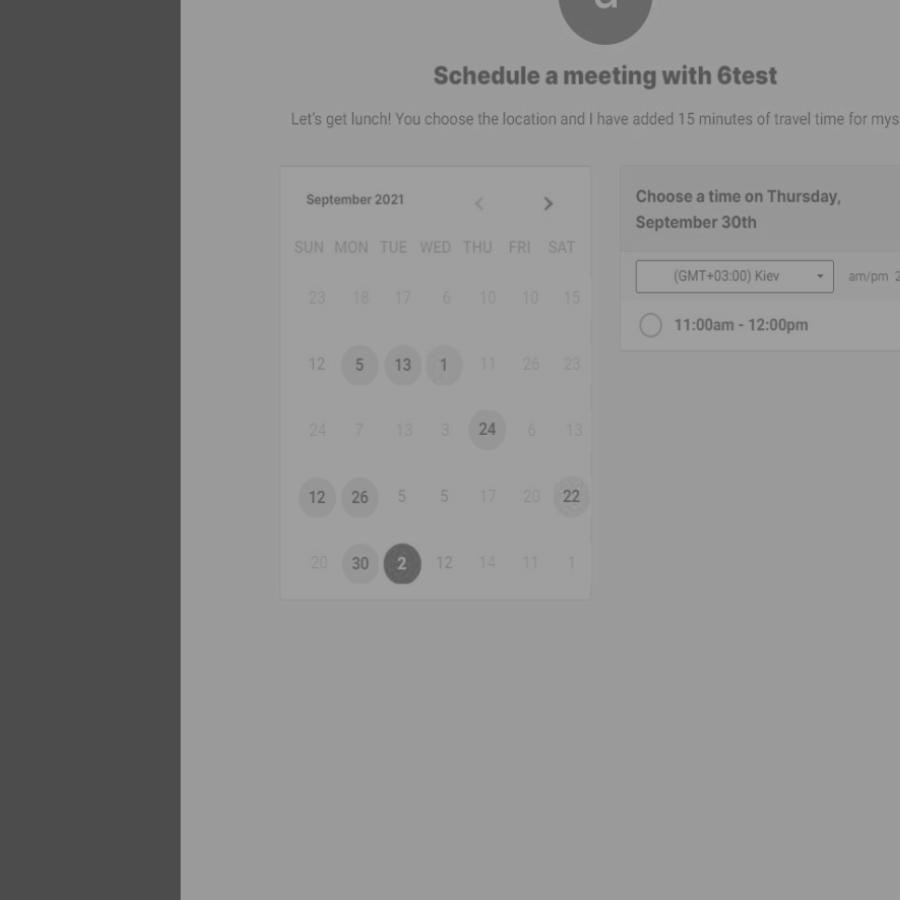 Schedule a meeting with 6test
Let's get lunch! You choose the location and I have added 15 minutes of travel time for mys
September 2021
SUN MON TUE WED THU FRI SAT
23 18 17 6 10 10 15
12 5 13 1 11 26 23
24 7 13 3 24 6 13
12 26 5 5 17 20 22
20 30 2 12 14 11 1
Choose a time on Thursday,
September 30th
(GMT+03:00) Kiev am/pm 2
11:00am - 12:00pm